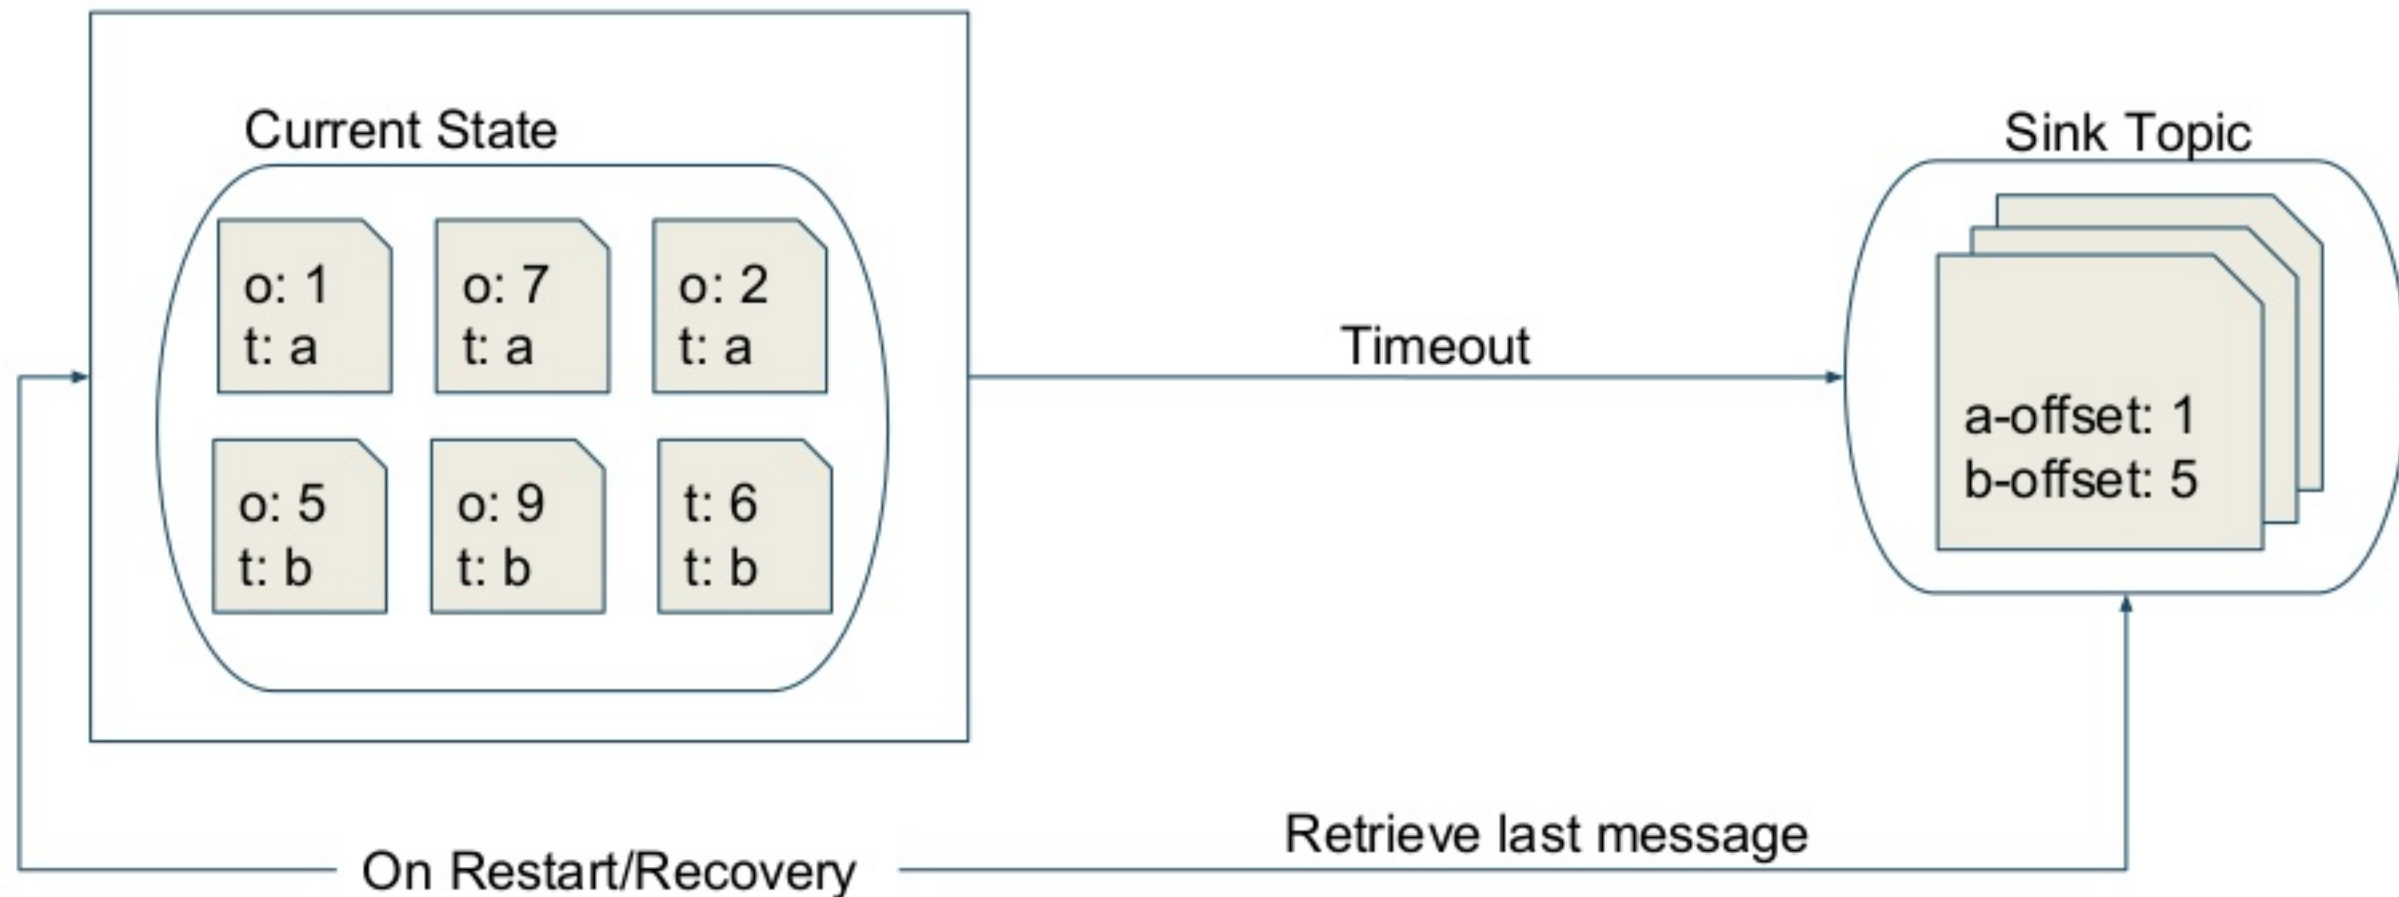 Current State
Sink Topic
o: 1
t: a
o: 7
t: a
o: 2
t: a
o: 5
t: b
o: 9
t: b
t: 6
t: b
Timeout
a-offset: 1
b-offset: 5
Retrieve last message
On Restart/Recovery